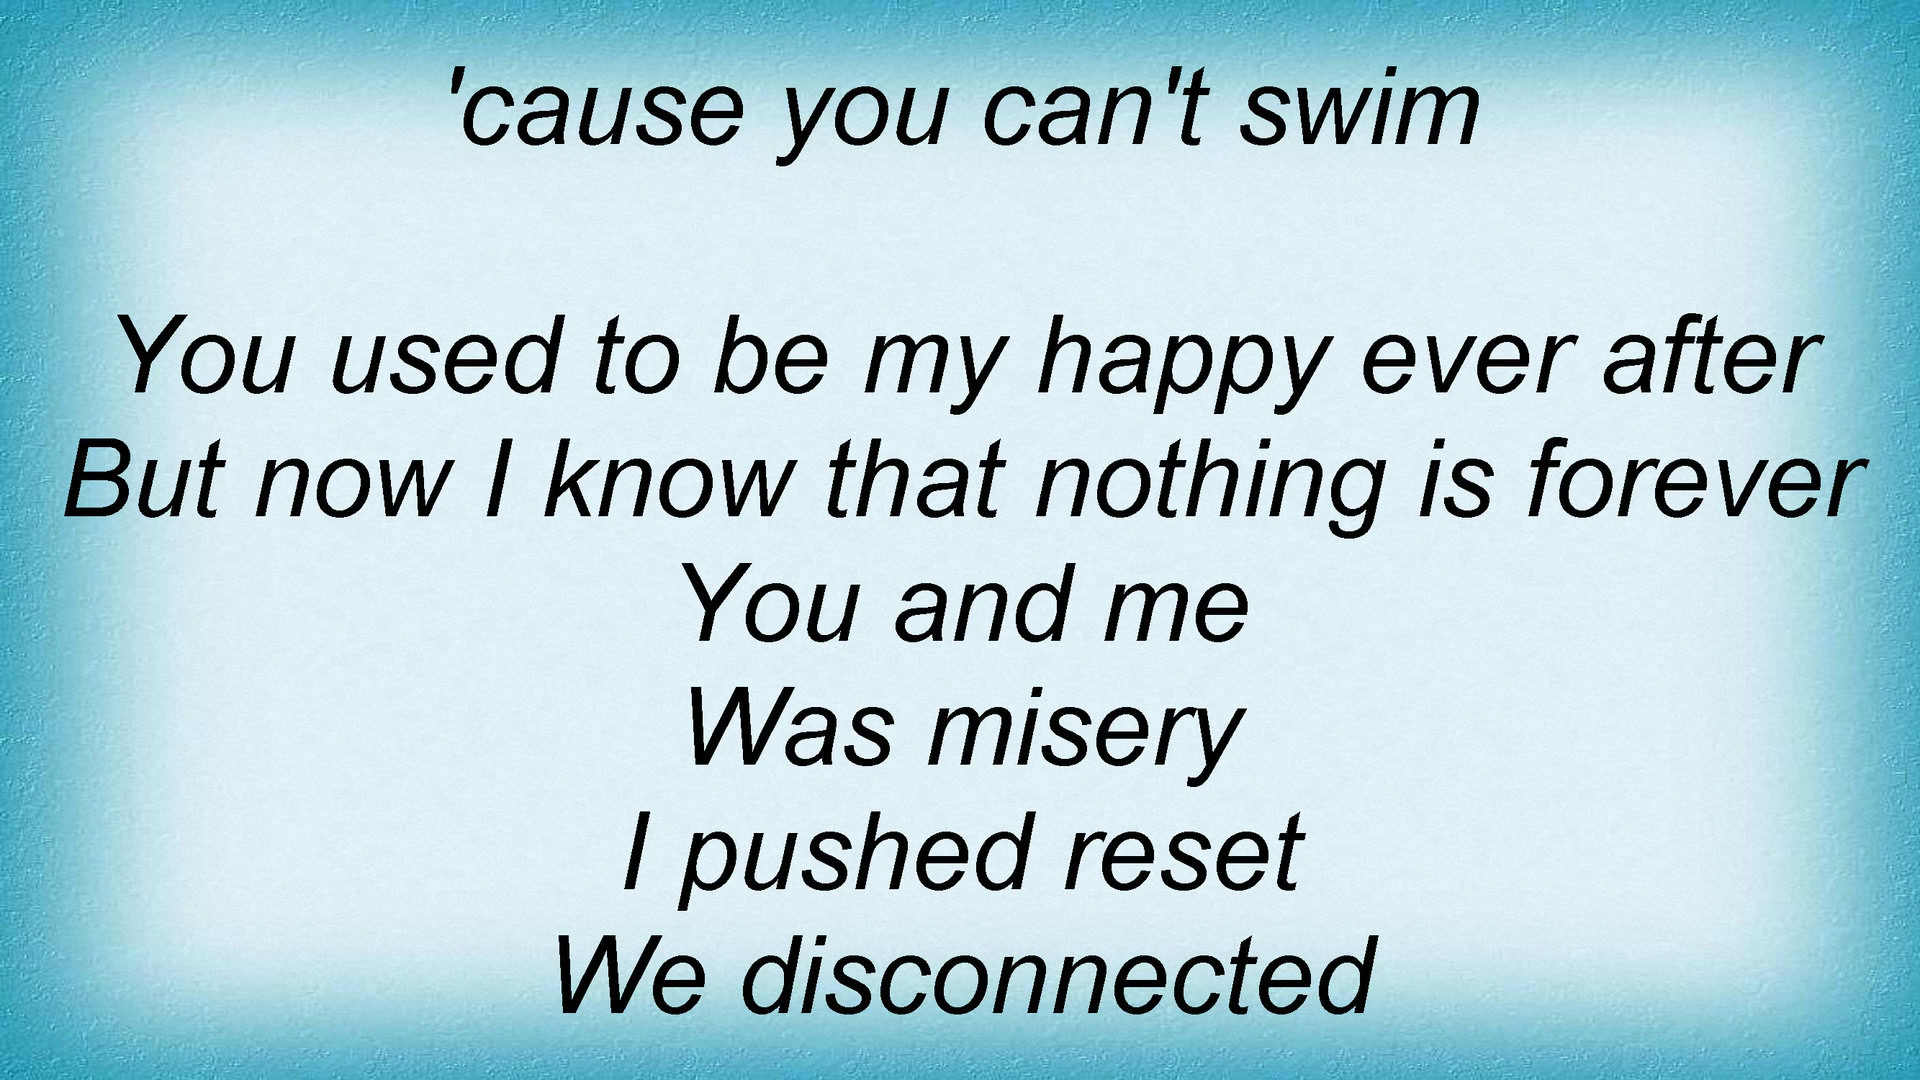 'cause you can't swim
You used to be my happy ever after
But now I know that nothing is forever
You and me
Was misery
I pushed reset
We disconnected